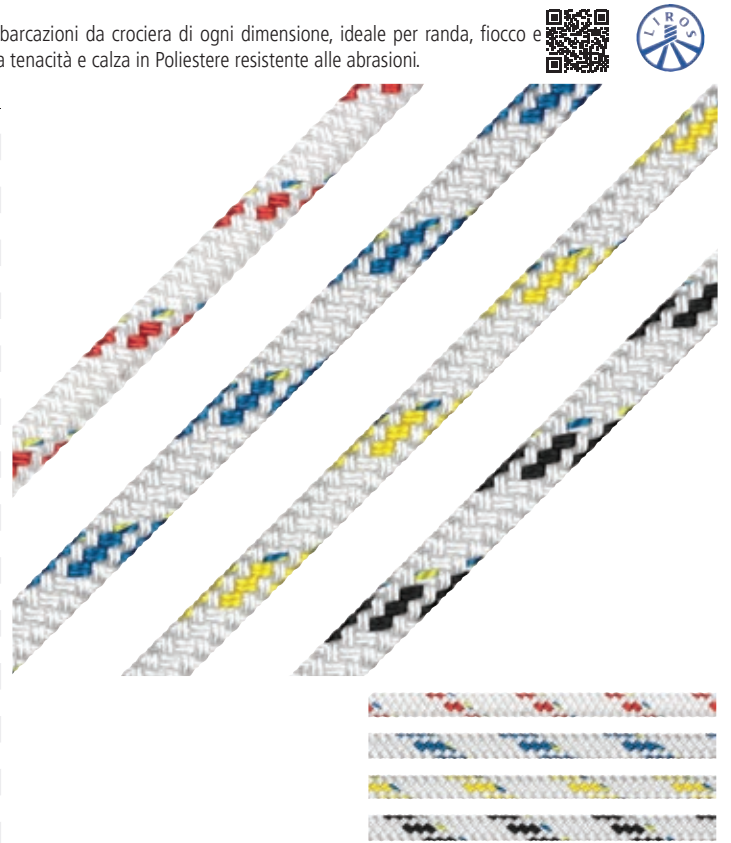 barcazioni da crociera di ogni dimensione, ideale per randa, fiocco e
a tenacità e calza in Poliestere resistente alle abrasioni.
LIROS